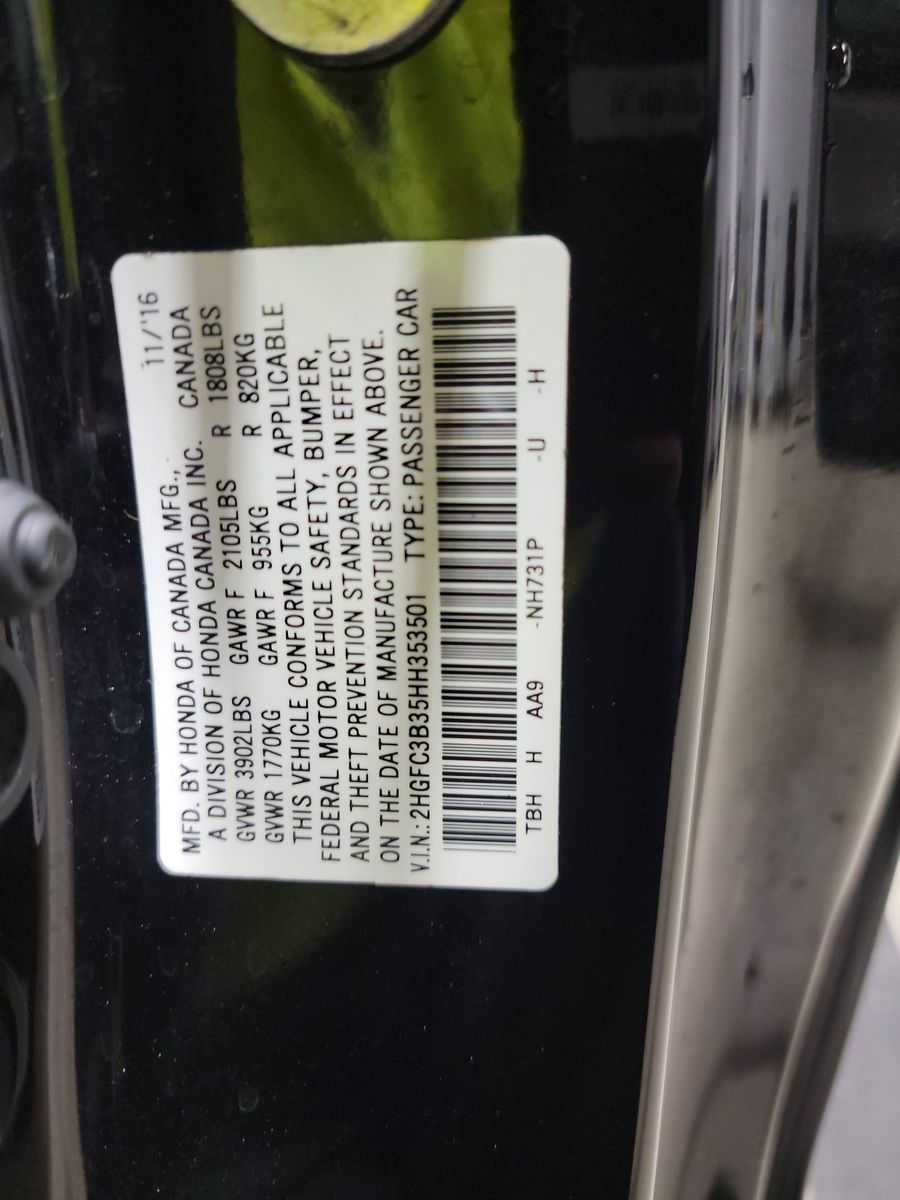 MFD. BY HONDA OF CANADA MFG., 11/'16
A DIVISION OF HONDA CANADA INC. CANADA
GVWR 3902LBS GAWR F 2105LBS R 1808LBS
GVWR 1770KG GAWR F 955KG R 820KG
THIS VEHICLE CONFORMS TO ALL APPLICABLE
FEDERAL MOTOR VEHICLE SAFETY, BUMPER,
AND THEFT PREVENTION STANDARDS IN EFFECT
ON THE DATE OF MANUFACTURE SHOWN ABOVE.
V.I.N.: 2HGFC3B35HH353501 TYPE: PASSENGER CAR
TBH H AA9 -NH731P -U -H